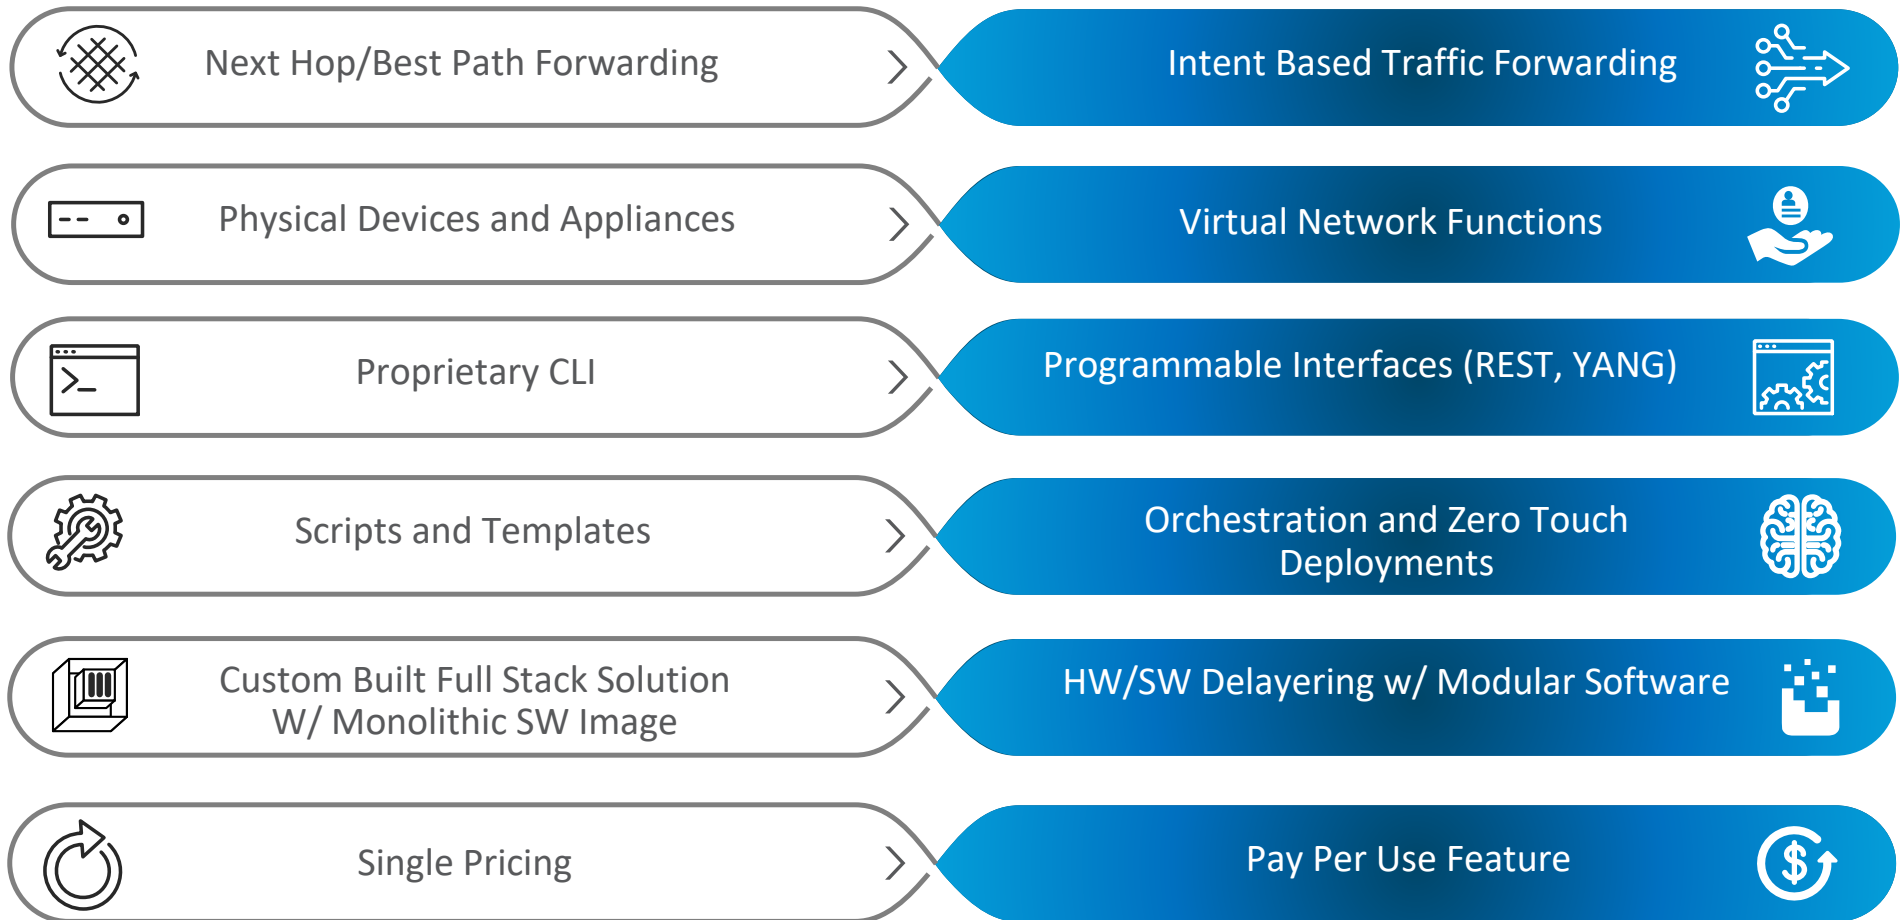 Next Hop/Best Path Forwarding
Intent Based Traffic Forwarding
Physical Devices and Appliances
Virtual Network Functions
Proprietary CLI
Programmable Interfaces (REST, YANG)
Scripts and Templates
Orchestration and Zero Touch
Deployments
Custom Built Full Stack Solution
W/ Monolithic SW Image
HW/SW Delayering w/ Modular Software
Single Pricing
Pay Per Use Feature